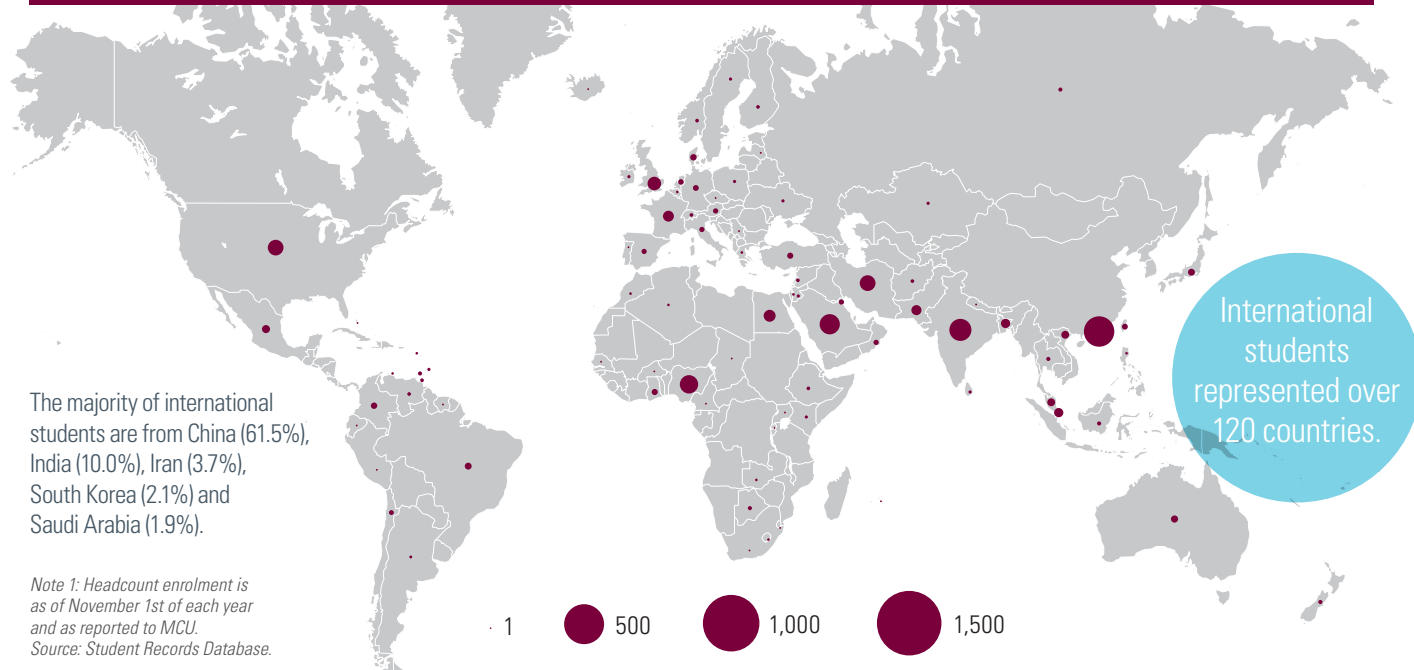 International
students
represented over
120 countries.
The majority of international
students are from China (61.5%),
India (10.0%), Iran (3.7%),
South Korea (2.1%) and
Saudi Arabia (1.9%).
Note 1: Headcount enrolment is
as of November 1st of each year
and as reported to MCU.
Source: Student Records Database.
1
500
1,000
1,500